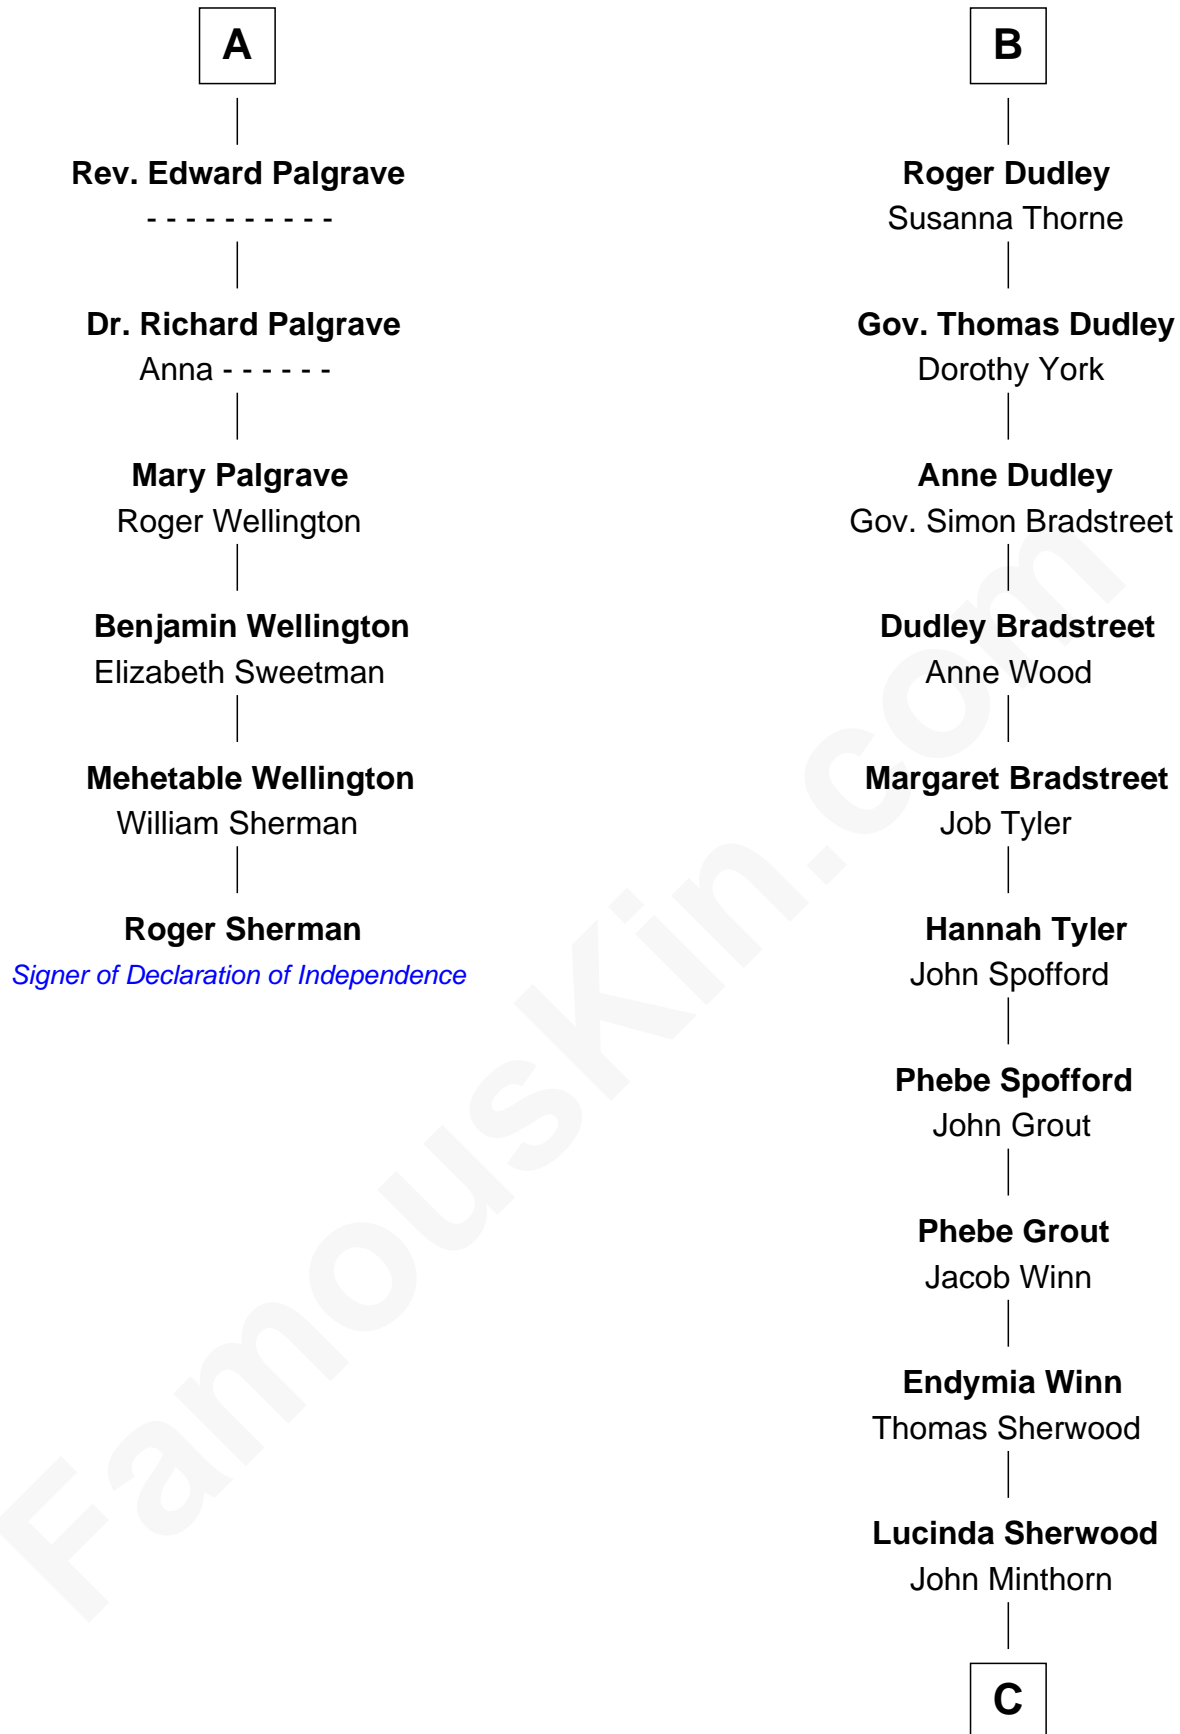 A
Rev. Edward Palgrave
- - - - - - - - - -
Dr. Richard Palgrave
Anna - - - - - -
Mary Palgrave
Roger Wellington
Benjamin Wellington
Elizabeth Sweetman
Mehetable Wellington
William Sherman
Roger Sherman
Signer of Declaration of Independence
B
Roger Dudley
Susanna Thorne
Gov. Thomas Dudley
Dorothy York
Anne Dudley
Gov. Simon Bradstreet
Dudley Bradstreet
Anne Wood
Margaret Bradstreet
Job Tyler
Hannah Tyler
John Spofford
Phebe Spofford
John Grout
Phebe Grout
Jacob Winn
Endymia Winn
Thomas Sherwood
Lucinda Sherwood
John Minthorn
C
FamousKin.com